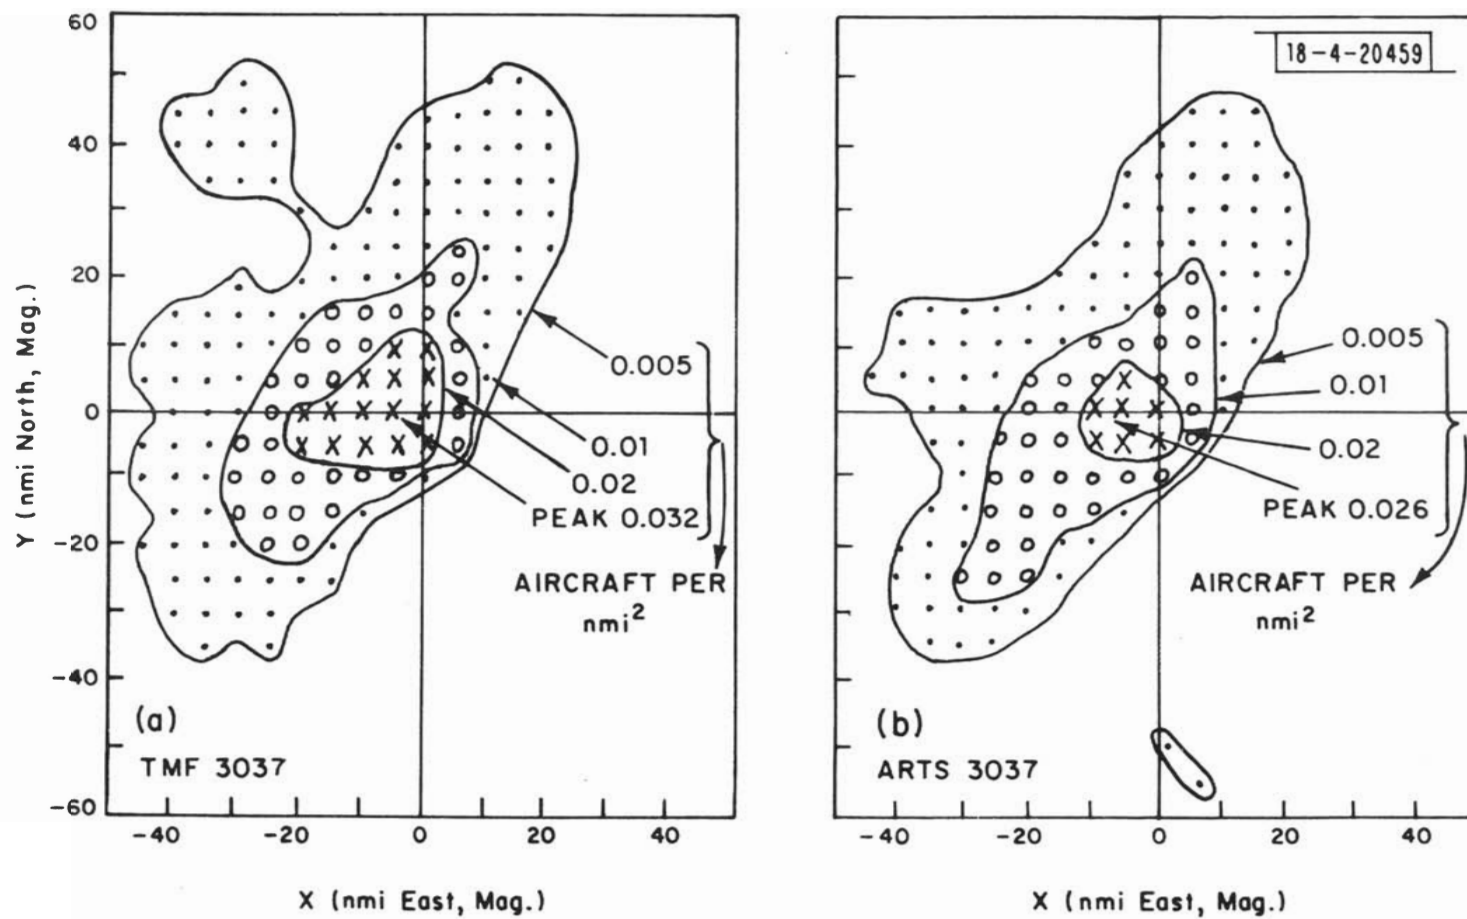 18-4-20459
60
40
20
0
-20
-40
-60
Y (nmi North, Mag.)
0.005
0.01
0.02
PEAK 0.032
AIRCRAFT PER
nmi²
(a)
TMF 3037
-40
-20
0
20
40
X (nmi East, Mag.)
0.005
0.01
0.02
PEAK 0.026
AIRCRAFT PER
nmi²
(b)
ARTS 3037
-40
-20
0
20
40
X (nmi East, Mag.)